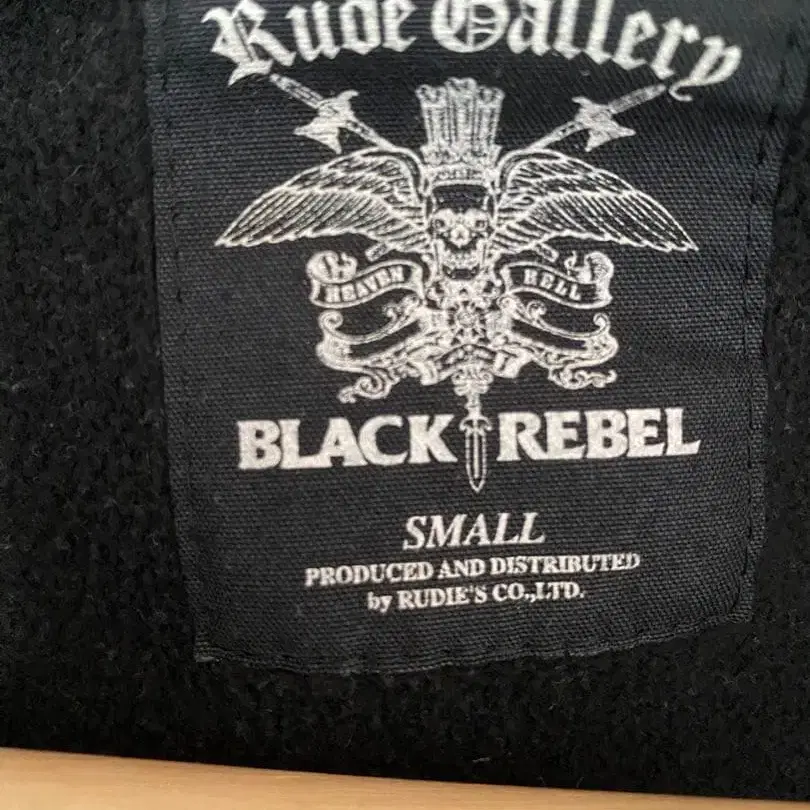 Rude Gallery
HEAVEN HELL
BLACK REBEL
SMALL
PRODUCED AND DISTRIBUTED
by RUDIE'S CO.,LTD.